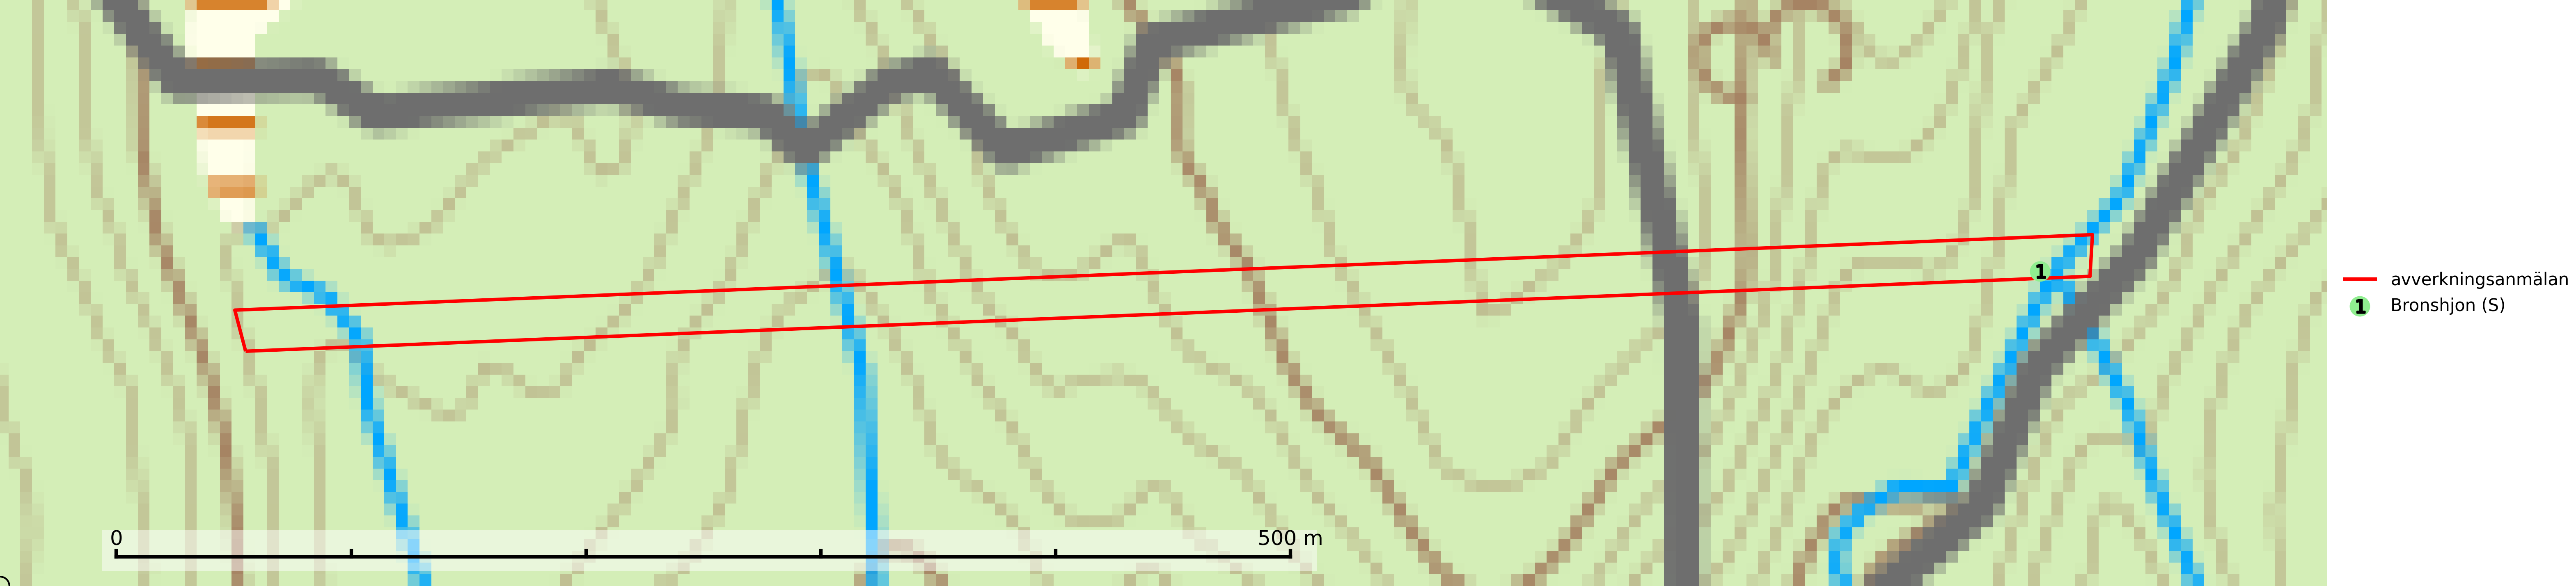 1
avverkningsanmälan
1 Bronshjon (S)
0 500 m